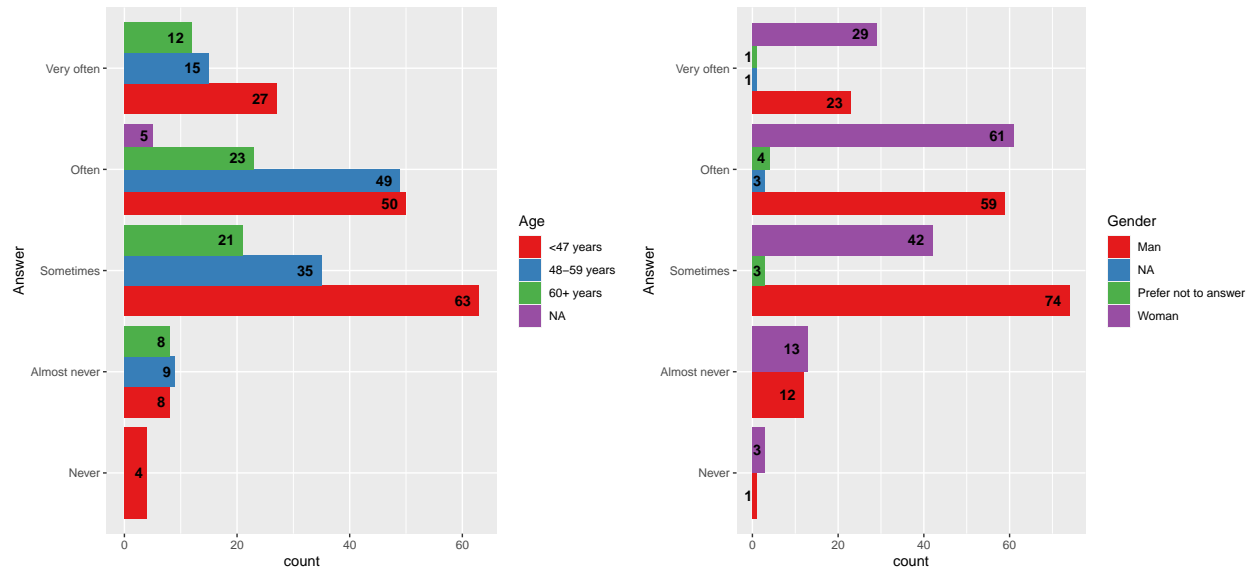 Answer
Very often
Often
Sometimes
Almost never
Never
12
15
27
5
23
49
50
21
35
63
8
9
8
4
0
20
40
60
count
Age
<47 years
48−59 years
60+ years
NA
Answer
Very often
Often
Sometimes
Almost never
Never
29
1
1
23
61
4
3
59
42
3
74
13
12
3
1
0
20
40
60
count
Gender
Man
NA
Prefer not to answer
Woman